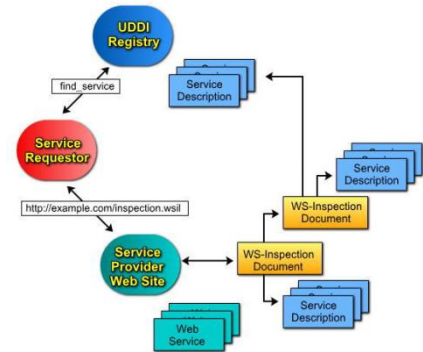 UDDI
Registry
find_service
Service
Requestor
http://example.com/inspection.wsil
Service
Provider
Web Site
Service
Description
Service
Description
WS-Inspection
Document
WS-Inspection
Document
Service
Description
Web
Service